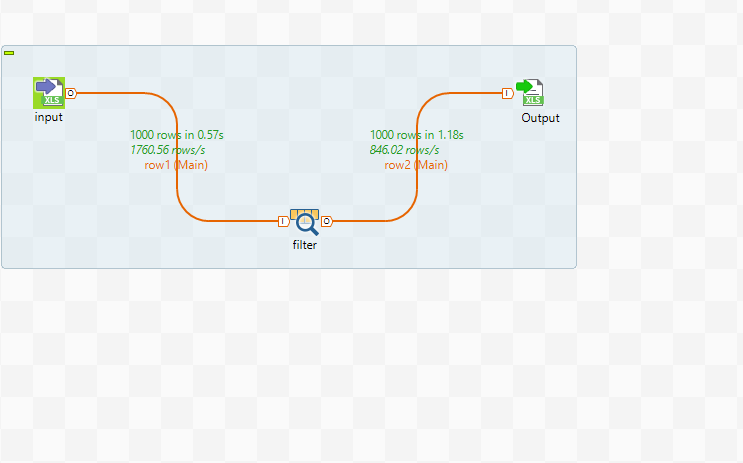 XLS
O
input
1000 rows in 0.57s
1760.56 rows/s
row1 (Main)
1000 rows in 1.18s
846.02 rows/s
row2 (Main)
I
XLS
Output
I
O
filter